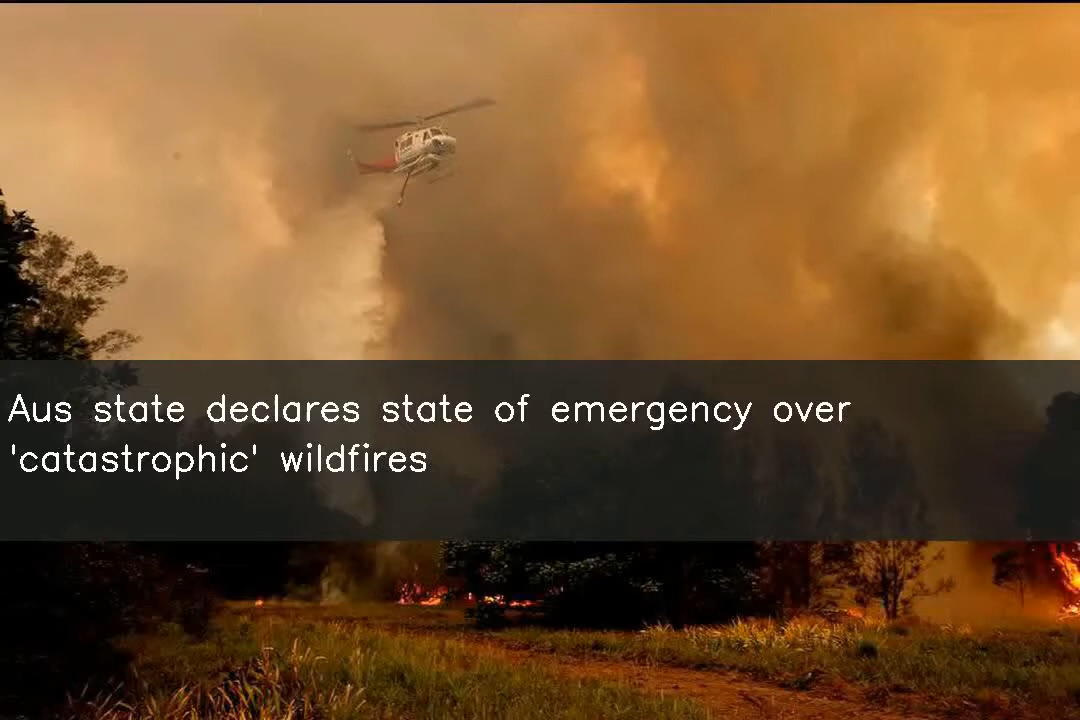 Aus state declares state of emergency over
'catastrophic' wildfires